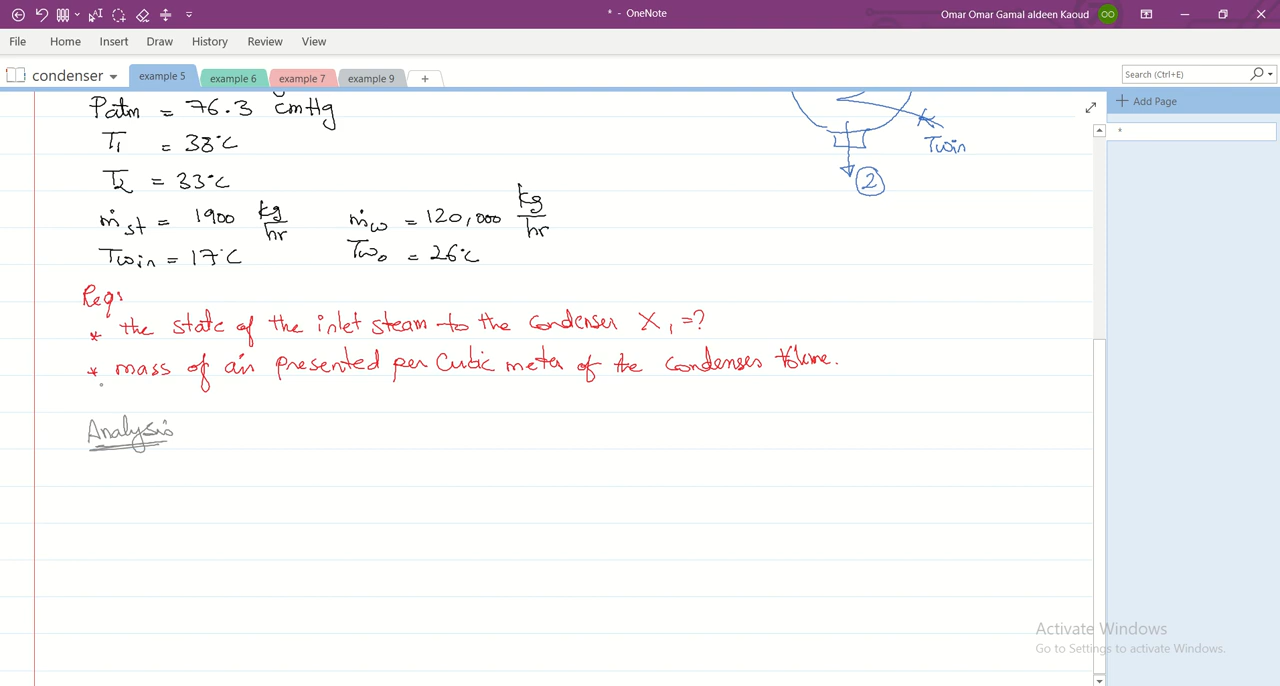 * - OneNote
Omar Omar Gamal aldeen Kaoud OO
File Home Insert Draw History Review View
condenser example 5 example 6 example 7 example 9 +
Search (Ctrl+E)
Add Page
*
Patm = 76.3 cmHg
T1 = 38°C
T2 = 33°C
ṁst = 1900 kg/hr ṁw = 120,000 kg/hr
Twin = 17°C Two = 26°C
Twin
2
Req:
* the state of the inlet steam to the condenser X1 = ?
* mass of air presented per Cubic meter of the condenser volume.
Analysis
Activate Windows
Go to Settings to activate Windows.